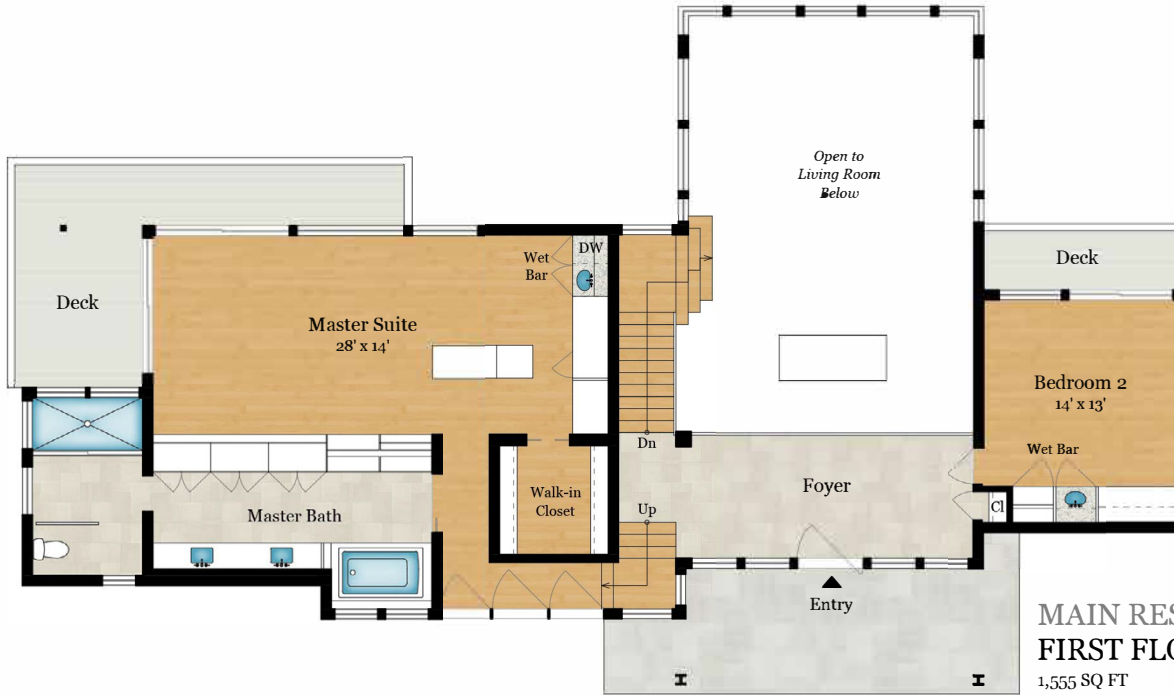 Open to
Living Room
Below
DW
Wet
Bar
Deck
Deck
Master Suite
28' x 14'
Bedroom 2
14' x 13'
Dn
Wet Bar
Walk-in
Closet
Foyer
Up
Cl
Master Bath
Entry
MAIN RES
FIRST FLO
1,555 SQ FT